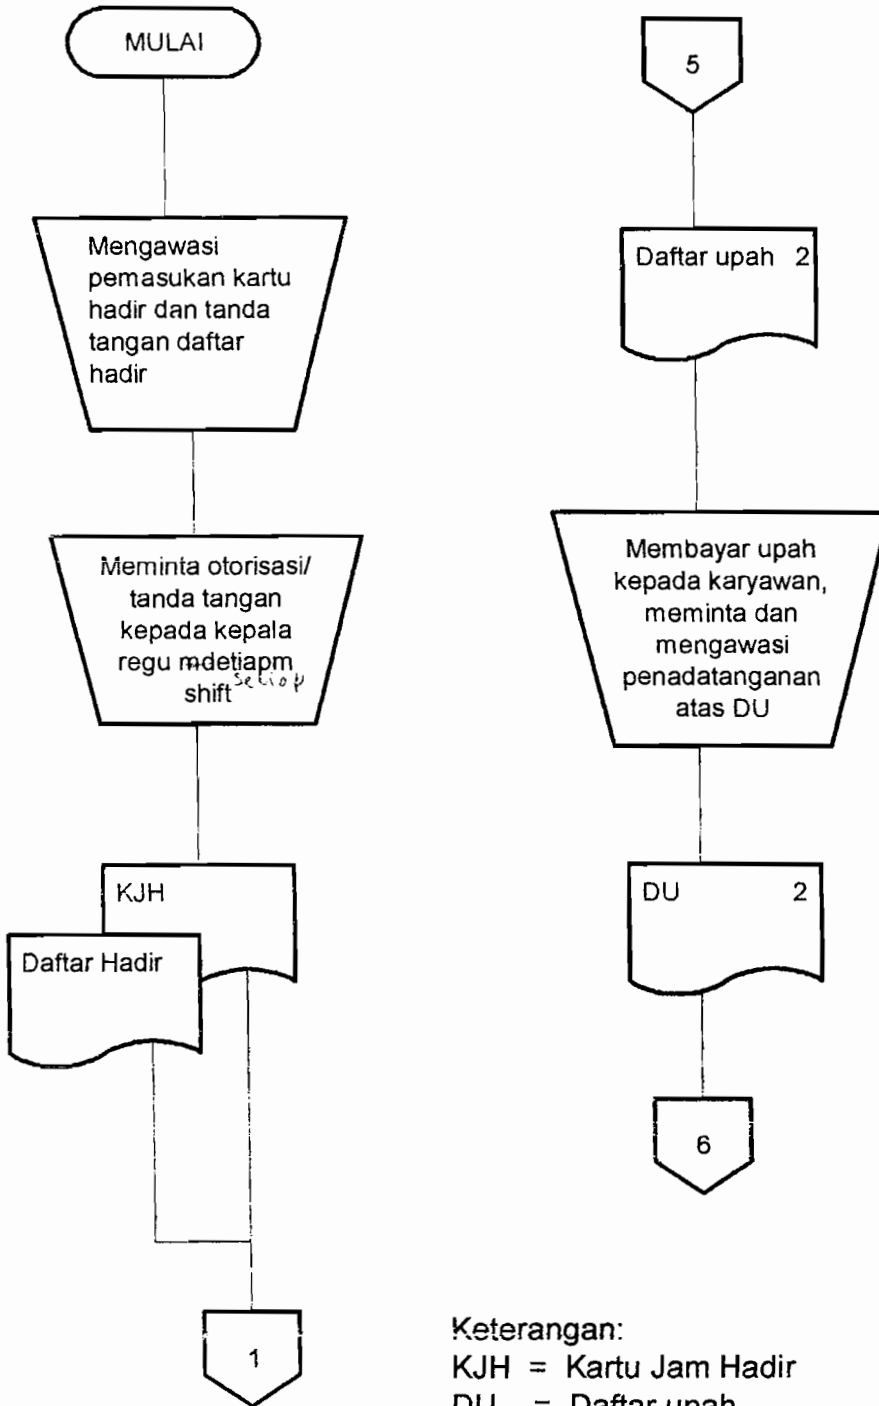 MULAI
Mengawasi
pemasukan kartu
hadir dan tanda
tangan daftar
hadir
Meminta otorisasi/
tanda tangan
kepada kepala
regu mdetiapm
setiap
shift
KJH
Daftar Hadir
1
5
Daftar upah 2
Membayar upah
kepada karyawan,
meminta dan
mengawasi
penadatanganan
atas DU
DU 2
6
Keterangan:
KJH = Kartu Jam Hadir
DU = Daftar upah